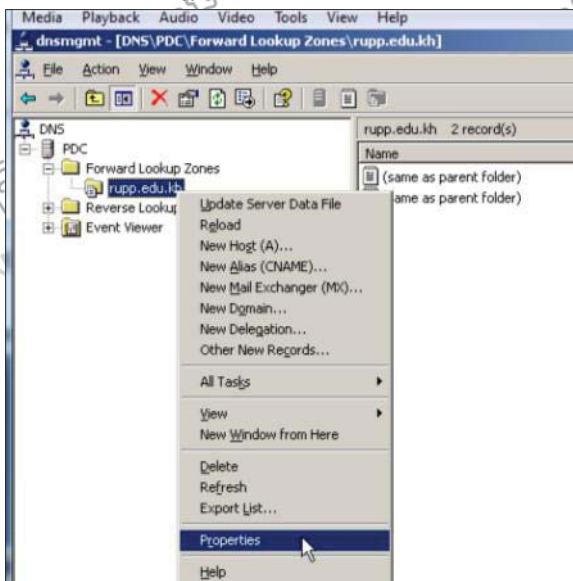 Media Playback Audio Video Tools View Help
dnsmgmt - [DNS\PDC\Forward Lookup Zones\rupp.edu.kh]
File Action View Window Help
DNS
PDC
Forward Lookup Zones
rupp.edu.kh
Reverse Lookup
Event Viewer
rupp.edu.kh 2 record(s)
Name
(same as parent folder)
same as parent folder)
Update Server Data File
Reload
New Host (A)...
New Alias (CNAME)...
New Mail Exchanger (MX)...
New Domain...
New Delegation...
Other New Records...
All Tasks
View
New Window from Here
Delete
Refresh
Export List...
Properties
Help